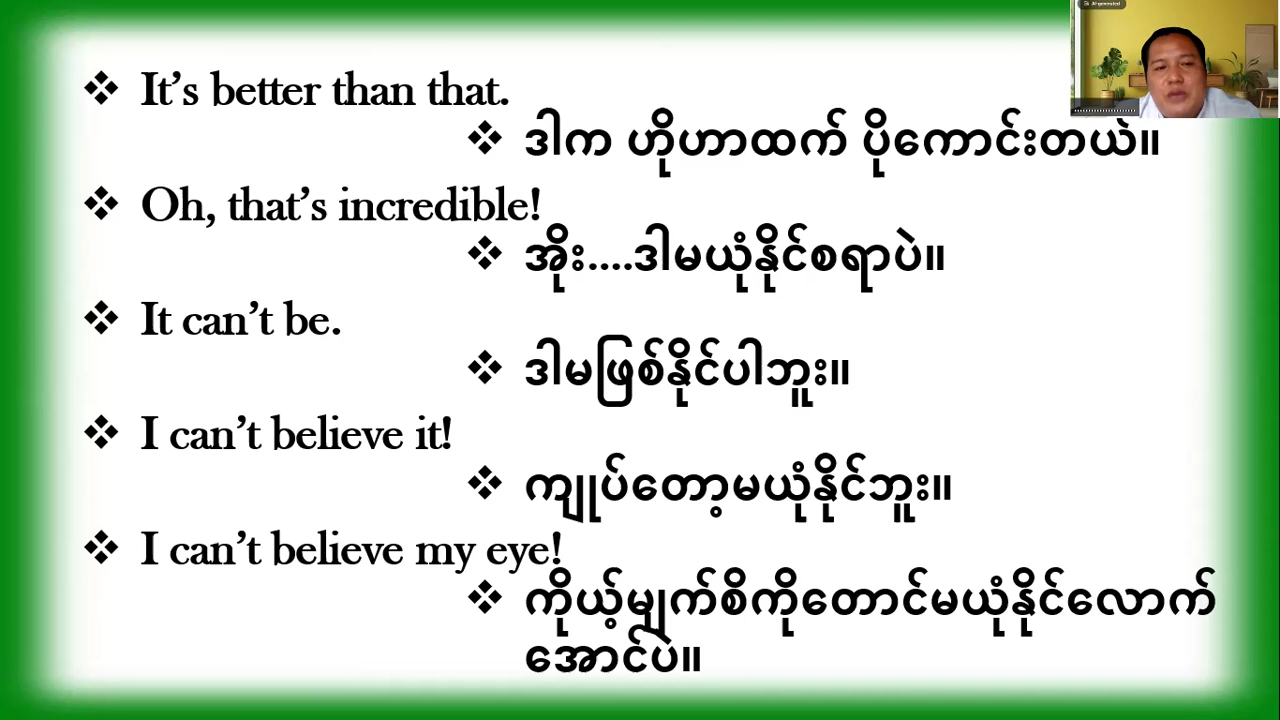 AI-generated
❖ It's better than that.
❖ ဒါက ဟိုဟာထက် ပိုကောင်းတယ်။
❖ Oh, that's incredible!
❖ အိုး....ဒါမယုံနိုင်စရာပဲ။
❖ It can't be.
❖ ဒါမဖြစ်နိုင်ပါဘူး။
❖ I can't believe it!
❖ ကျုပ်တော့မယုံနိုင်ဘူး။
❖ I can't believe my eye!
❖ ကိုယ့်မျက်စိကိုတောင်မယုံနိုင်လောက်
အောင်ပဲ။